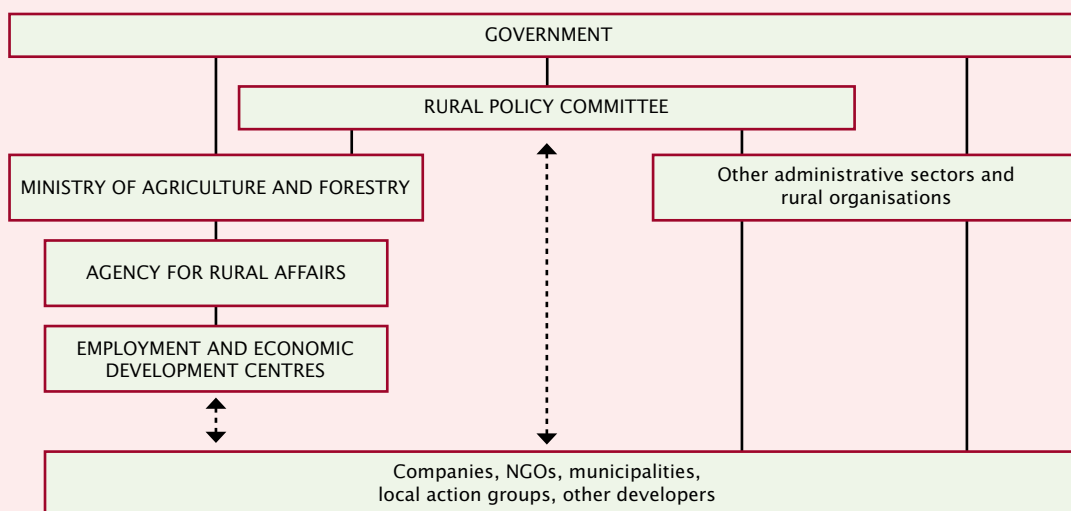 GOVERNMENT
RURAL POLICY COMMITTEE
MINISTRY OF AGRICULTURE AND FORESTRY
Other administrative sectors and
rural organisations
AGENCY FOR RURAL AFFAIRS
EMPLOYMENT AND ECONOMIC
DEVELOPMENT CENTRES
Companies, NGOs, municipalities,
local action groups, other developers